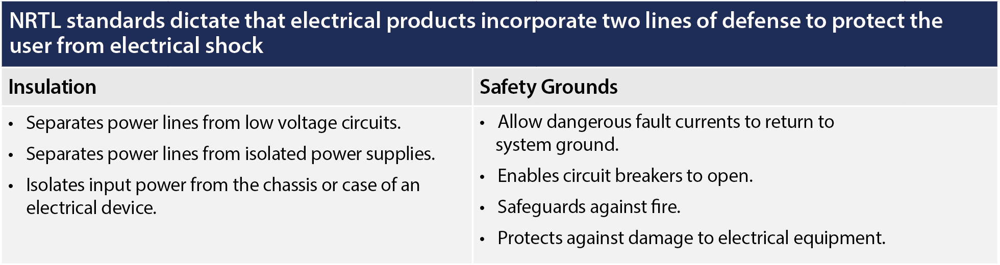 NRTL standards dictate that electrical products incorporate two lines of defense to protect the
user from electrical shock
Insulation
• Separates power lines from low voltage circuits.
• Separates power lines from isolated power supplies.
• Isolates input power from the chassis or case of an
electrical device.
Safety Grounds
• Allow dangerous fault currents to return to
system ground.
• Enables circuit breakers to open.
• Safeguards against fire.
• Protects against damage to electrical equipment.